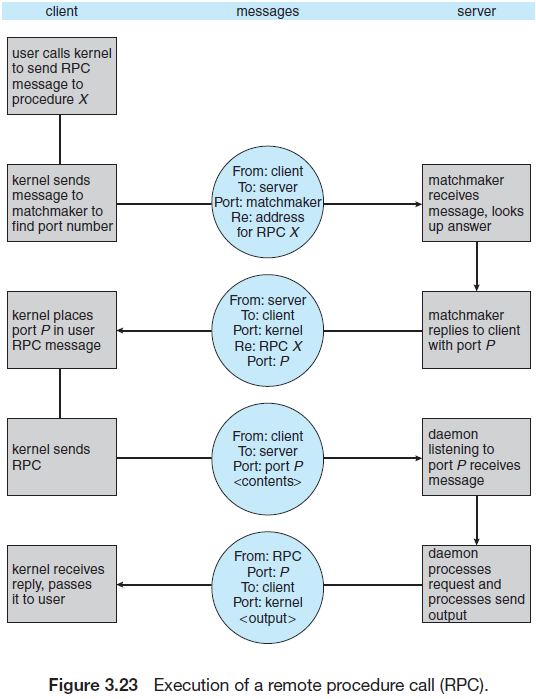 client messages server
user calls kernel
to send RPC
message to
procedure X
kernel sends
message to
matchmaker to
find port number
From: client
To: server
Port: matchmaker
Re: address
for RPC X
matchmaker
receives
message, looks
up answer
kernel places
port P in user
RPC message
From: server
To: client
Port: kernel
Re: RPC X
Port: P
matchmaker
replies to client
with port P
kernel sends
RPC
From: client
To: server
Port: port P
<contents>
daemon
listening to
port P receives
message
kernel receives
reply, passes
it to user
From: RPC
Port: P
To: client
Port: kernel
<output>
daemon
processes
request and
processes send
output
Figure 3.23 Execution of a remote procedure call (RPC).